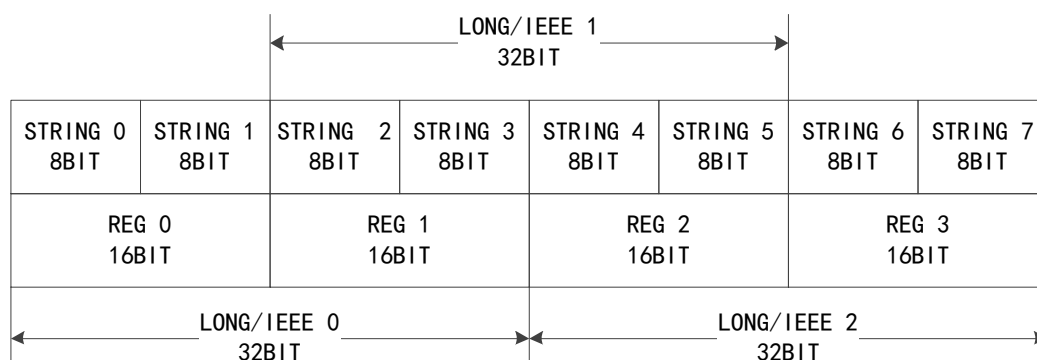 LONG/IEEE 1
32BIT
STRING 0 STRING 1 STRING 2 STRING 3 STRING 4 STRING 5 STRING 6 STRING 7
8BIT 8BIT 8BIT 8BIT 8BIT 8BIT 8BIT 8BIT
REG 0 REG 1 REG 2 REG 3
16BIT 16BIT 16BIT 16BIT
LONG/IEEE 0 LONG/IEEE 2
32BIT 32BIT